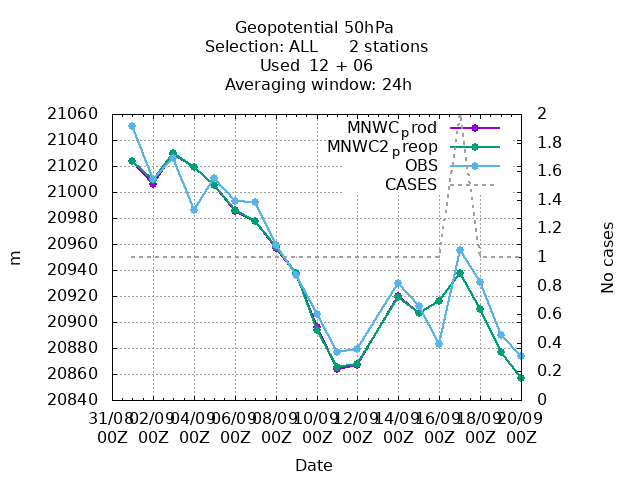 Geopotential 50hPa
Selection: ALL 2 stations
Used 12 + 06
Averaging window: 24h
21060
21040
21020
21000
20980
20960
20940
20920
20900
20880
20860
20840
m
MNWCprod
MNWC2preop
OBS
CASES
2
1.8
1.6
1.4
1.2
1
0.8
0.6
0.4
0.2
0
No cases
31/08 02/09 04/09 06/09 08/09 10/09 12/09 14/09 16/09 18/09 20/09
00Z 00Z 00Z 00Z 00Z 00Z 00Z 00Z 00Z 00Z 00Z
Date